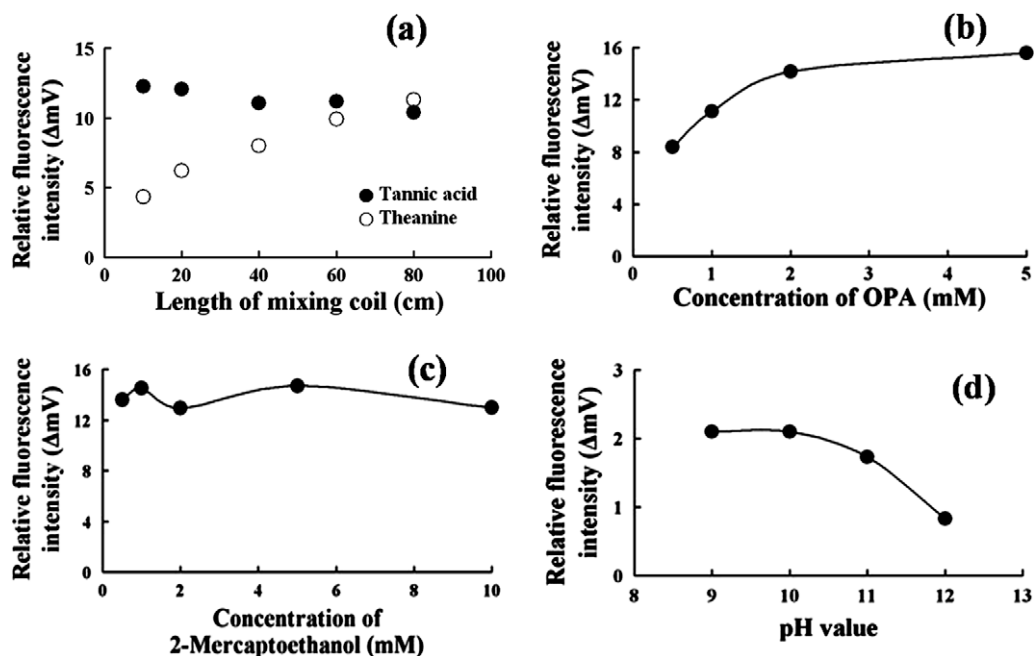 (a)
Relative fluorescence
intensity (ΔmV)
15
10
5
0
Tannic acid
Theanine
0 20 40 60 80 100
Length of mixing coil (cm)
(b)
Relative fluorescence
intensity (ΔmV)
16
12
8
4
0
0 1 2 3 4 5
Concentration of OPA (mM)
(c)
Relative fluorescence
intensity (ΔmV)
16
12
8
4
0
0 2 4 6 8 10
Concentration of
2-Mercaptoethanol (mM)
(d)
Relative fluorescence
intensity (ΔmV)
3
2
1
0
8 9 10 11 12 13
pH value